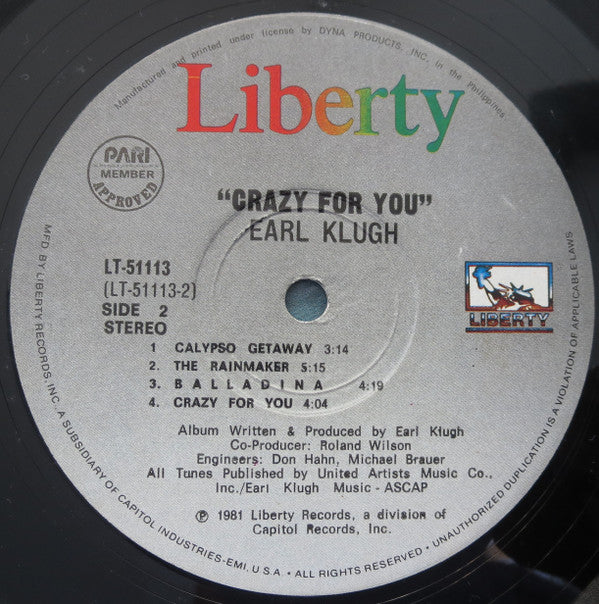 Manufactured and printed under license by DYNA PRODUCTS, INC. in the Philippines
Liberty
PARI
MEMBER
APPROVED
"CRAZY FOR YOU"
EARL KLUGH
LT-51113
(LT-51113-2)
SIDE 2
STEREO
LIBERTY
1 CALYPSO GETAWAY 3:14
2. THE RAINMAKER 5:15
3. BALLADINA 4:19
4. CRAZY FOR YOU 4:04
Album Written & Produced by Earl Klugh
Co-Producer: Roland Wilson
Engineers: Don Hahn, Michael Brauer
All Tunes Published by United Artists Music Co.,
Inc./Earl Klugh Music - ASCAP
℗ 1981 Liberty Records, a division of
Capitol Records, Inc.
MFD. BY LIBERTY RECORDS, INC. A SUBSIDIARY OF CAPITOL INDUSTRIES-EMI, U.S.A. • ALL RIGHTS RESERVED • UNAUTHORIZED DUPLICATION IS A VIOLATION OF APPLICABLE LAWS